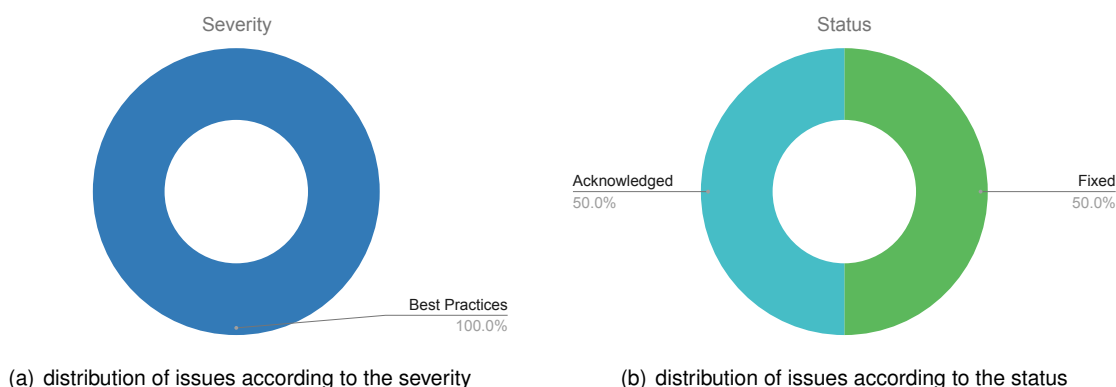 Severity
Best Practices
100.0%
(a) distribution of issues according to the severity
Status
Acknowledged
50.0%
Fixed
50.0%
(b) distribution of issues according to the status